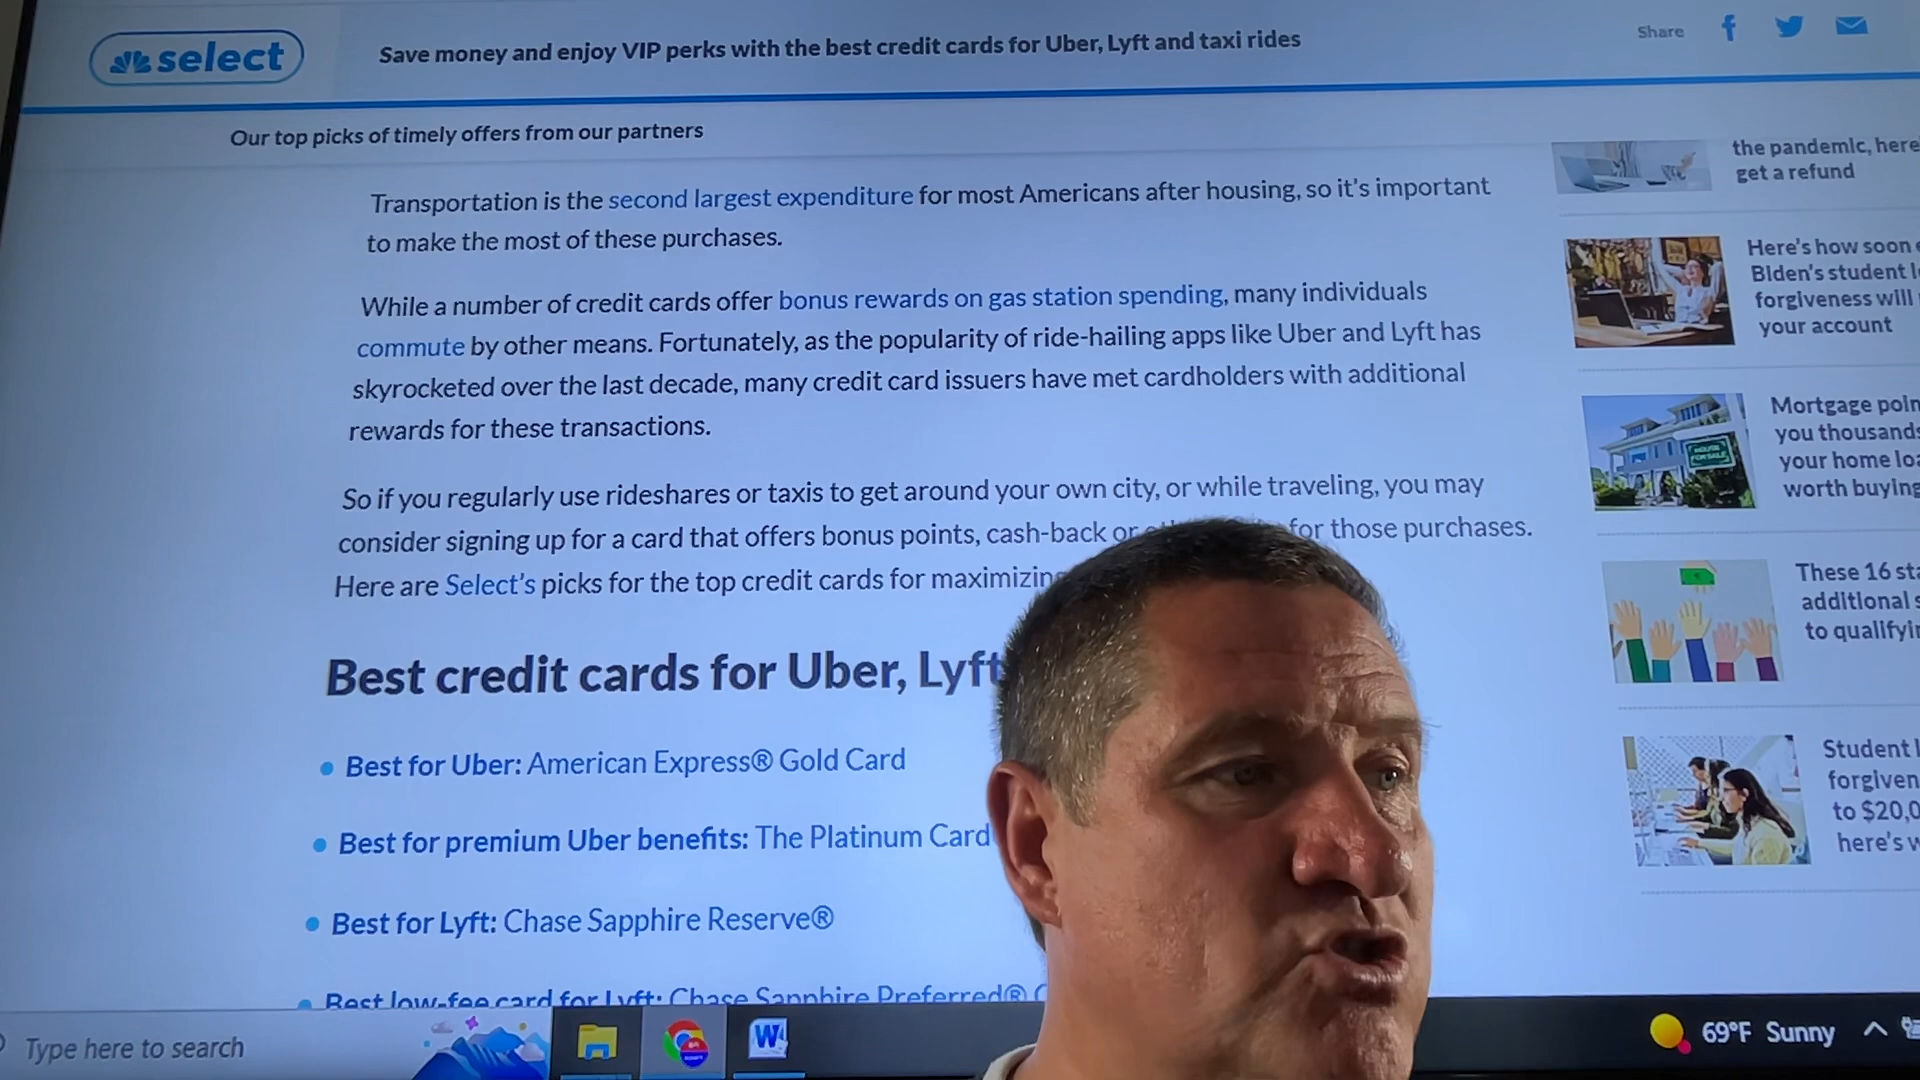 select
Save money and enjoy VIP perks with the best credit cards for Uber, Lyft and taxi rides
Share
Our top picks of timely offers from our partners
Transportation is the second largest expenditure for most Americans after housing, so it's important
to make the most of these purchases.
While a number of credit cards offer bonus rewards on gas station spending, many individuals
commute by other means. Fortunately, as the popularity of ride-hailing apps like Uber and Lyft has
skyrocketed over the last decade, many credit card issuers have met cardholders with additional
rewards for these transactions.
So if you regularly use rideshares or taxis to get around your own city, or while traveling, you may
consider signing up for a card that offers bonus points, cash-back or for those purchases.
Here are Select's picks for the top credit cards for maximizing
Best credit cards for Uber, Lyft
Best for Uber: American Express® Gold Card
Best for premium Uber benefits: The Platinum Card
Best for Lyft: Chase Sapphire Reserve®
Best low-fee card for Lyft: Chase Sapphire Preferred®
the pandemic, here
get a refund
Here's how soon
Biden's student
forgiveness will
your account
Mortgage
you thousands
your home
worth buying
These 16
additional
to
Student
to $20,0
here's
Type here to search
W
69°F Sunny